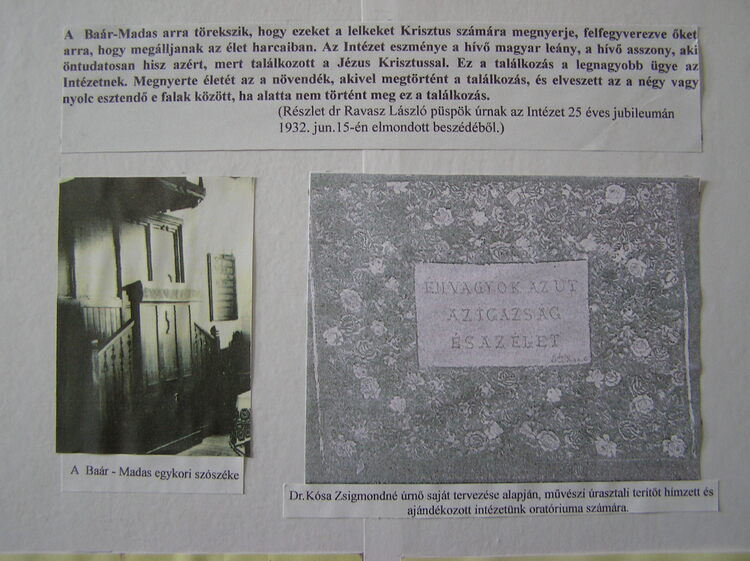 A Baár-Madas arra törekszik, hogy ezeket a lelkeket Krisztus számára megnyerje, felfegyverezve őket
arra, hogy megálljanak az élet harcaiban. Az Intézet eszménye a hívő magyar leány, a hívő asszony, aki
öntudatosan hisz azért, mert találkozott a Jézus Krisztussal. Ez a találkozás a legnagyobb ügye az
Intézetnek. Megnyerte életét az a növendék, akivel megtörtént a találkozás, és elveszett az a négy vagy
nyolc esztendő e falak között, ha alatta nem történt meg ez a találkozás.
(Részlet dr Ravasz László püspök úrnak az Intézet 25 éves jubileumán
1932. jun.15-én elmondott beszédéből.)
ÉN VAGYOK AZ ÚT
AZ IGAZSÁG
ÉS AZ ÉLET
A Baár - Madas egykori szószéke
Dr.Kósa Zsigmondné úrnő saját tervezése alapján, művészi úrasztali terítőt hímzett és
ajándékozott intézetünk oratóriuma számára.